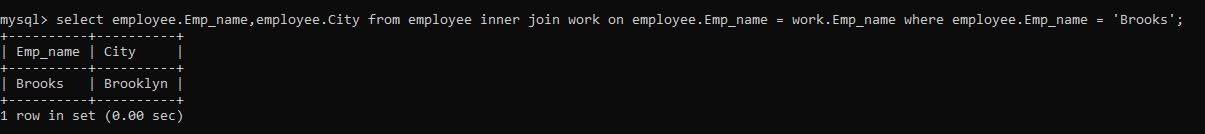 mysql> select employee.Emp_name,employee.City from employee inner join work on employee.Emp_name = work.Emp_name where employee.Emp_name = 'Brooks';
+----------+----------+
| Emp_name | City     |
+----------+----------+
| Brooks   | Brooklyn |
+----------+----------+
1 row in set (0.00 sec)